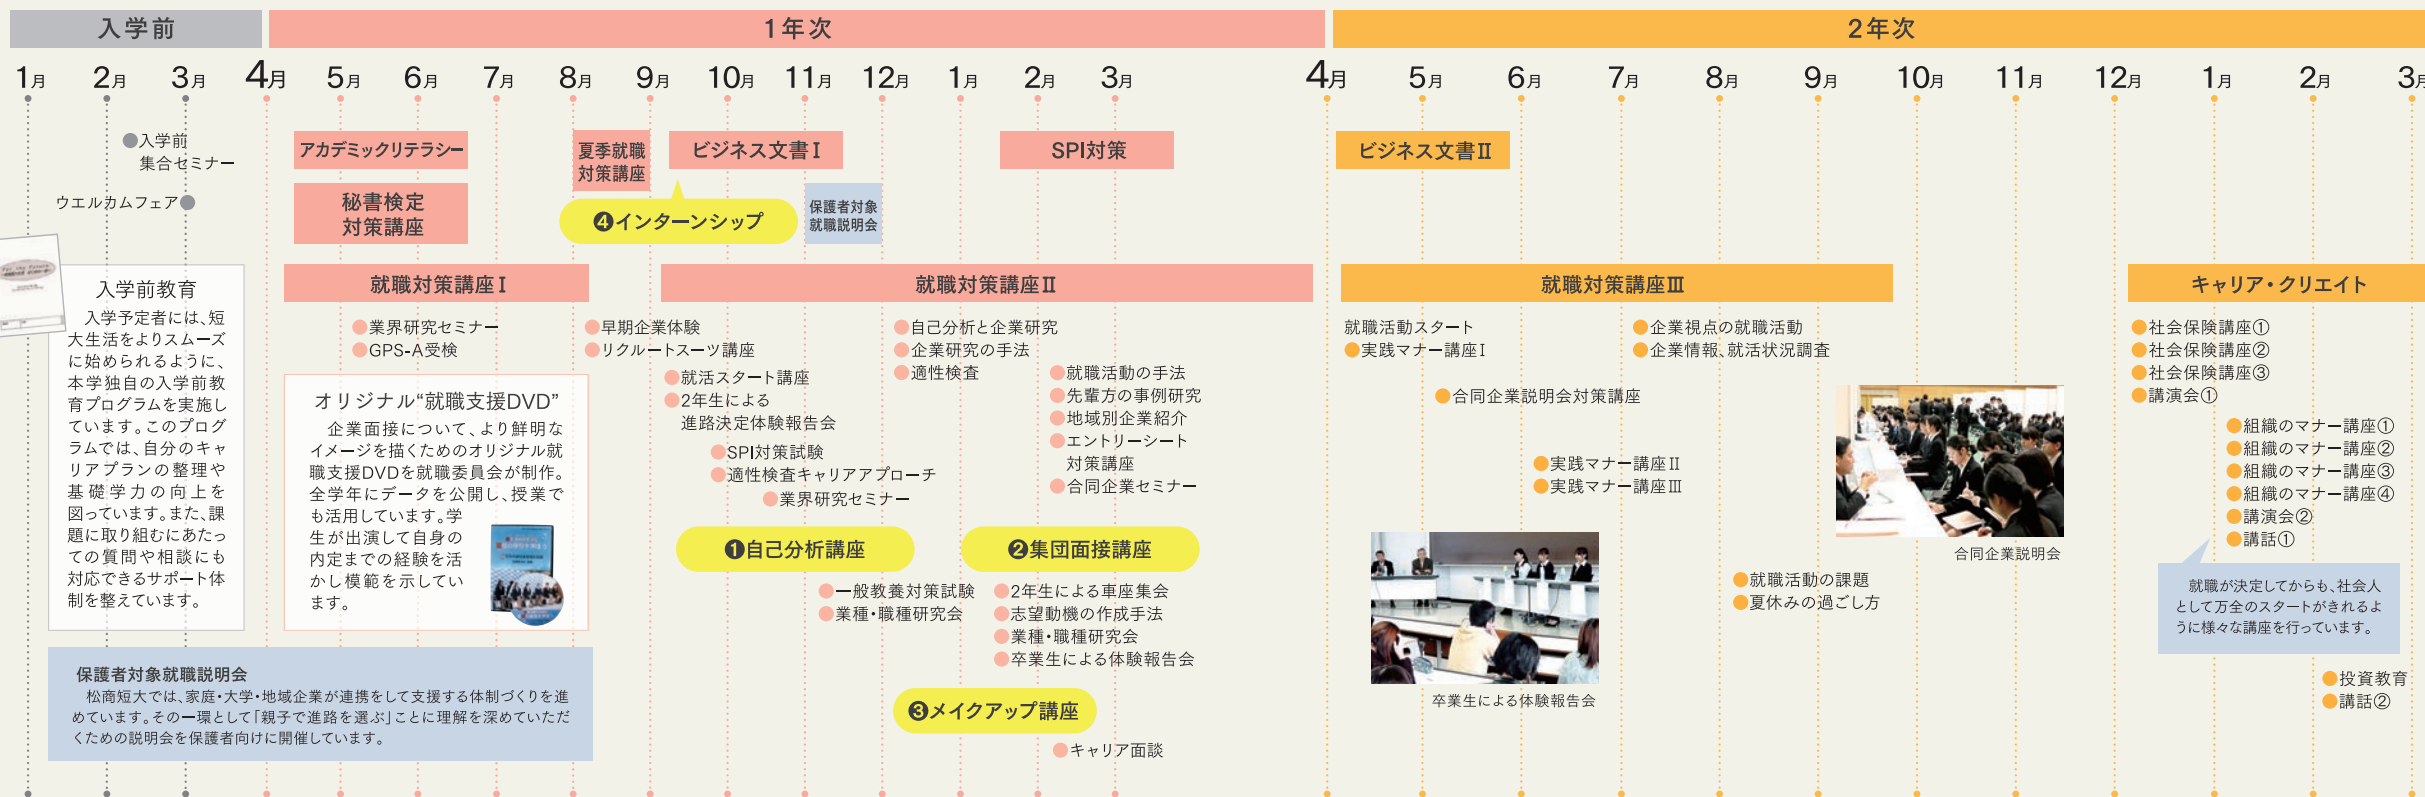 入学前
1年次
2年次
1月 2月 3月 4月 5月 6月 7月 8月 9月 10月 11月 12月 1月 2月 3月 4月 5月 6月 7月 8月 9月 10月 11月 12月 1月 2月 3月
●入学前
集合セミナー
ウエルカムフェア●
アカデミックリテラシー
秘書検定
対策講座
夏季就職
対策講座
ビジネス文書Ⅰ
❹インターンシップ
保護者対象
就職説明会
SPI対策
ビジネス文書Ⅱ
入学前教育
入学予定者には、短
大生活をよりスムーズ
に始められるように、
本学独自の入学前教
育プログラムを実施し
ています。このプログ
ラムでは、自分のキャ
リアプランの整理や
基礎学力の向上を
図っています。また、課
題に取り組むにあたっ
ての質問や相談にも
対応できるサポート体
制を整えています。
就職対策講座Ⅰ
●業界研究セミナー
●GPS-A受検
オリジナル“就職支援DVD”
企業面接について、より鮮明な
イメージを描くためのオリジナル就
職支援DVDを就職委員会が制作。
全学年にデータを公開し、授業で
も活用しています。学
生が出演して自身の
内定までの経験を活
かし模範を示してい
ます。
保護者対象就職説明会
松商短大では、家庭・大学・地域企業が連携をして支援する体制づくりを進
めています。その一環として「親子で進路を選ぶ」ことに理解を深めていただ
くための説明会を保護者向けに開催しています。
●早期企業体験
●リクルートスーツ講座
就職対策講座Ⅱ
●就活スタート講座
●2年生による
進路決定体験報告会
●SPI対策試験
●適性検査キャリアアプローチ
●業界研究セミナー
●自己分析と企業研究
●企業研究の手法
●適性検査
●就職活動の手法
●先輩方の事例研究
●地域別企業紹介
●エントリーシート
対策講座
●合同企業セミナー
❶自己分析講座
●一般教養対策試験
●業種・職種研究会
❷集団面接講座
●2年生による車座集会
●志望動機の作成手法
●業種・職種研究会
●卒業生による体験報告会
❸メイクアップ講座
●キャリア面談
就職対策講座Ⅲ
就職活動スタート
●実践マナー講座Ⅰ
●合同企業説明会対策講座
●実践マナー講座Ⅱ
●実践マナー講座Ⅲ
●企業視点の就職活動
●企業情報、就活状況調査
卒業生による体験報告会
●就職活動の課題
●夏休みの過ごし方
合同企業説明会
キャリア・クリエイト
●社会保険講座①
●社会保険講座②
●社会保険講座③
●講演会①
●組織のマナー講座①
●組織のマナー講座②
●組織のマナー講座③
●組織のマナー講座④
●講演会②
●講話①
就職が決定してからも、社会人
として万全のスタートがきれるよ
うに様々な講座を行っています。
●投資教育
●講話②